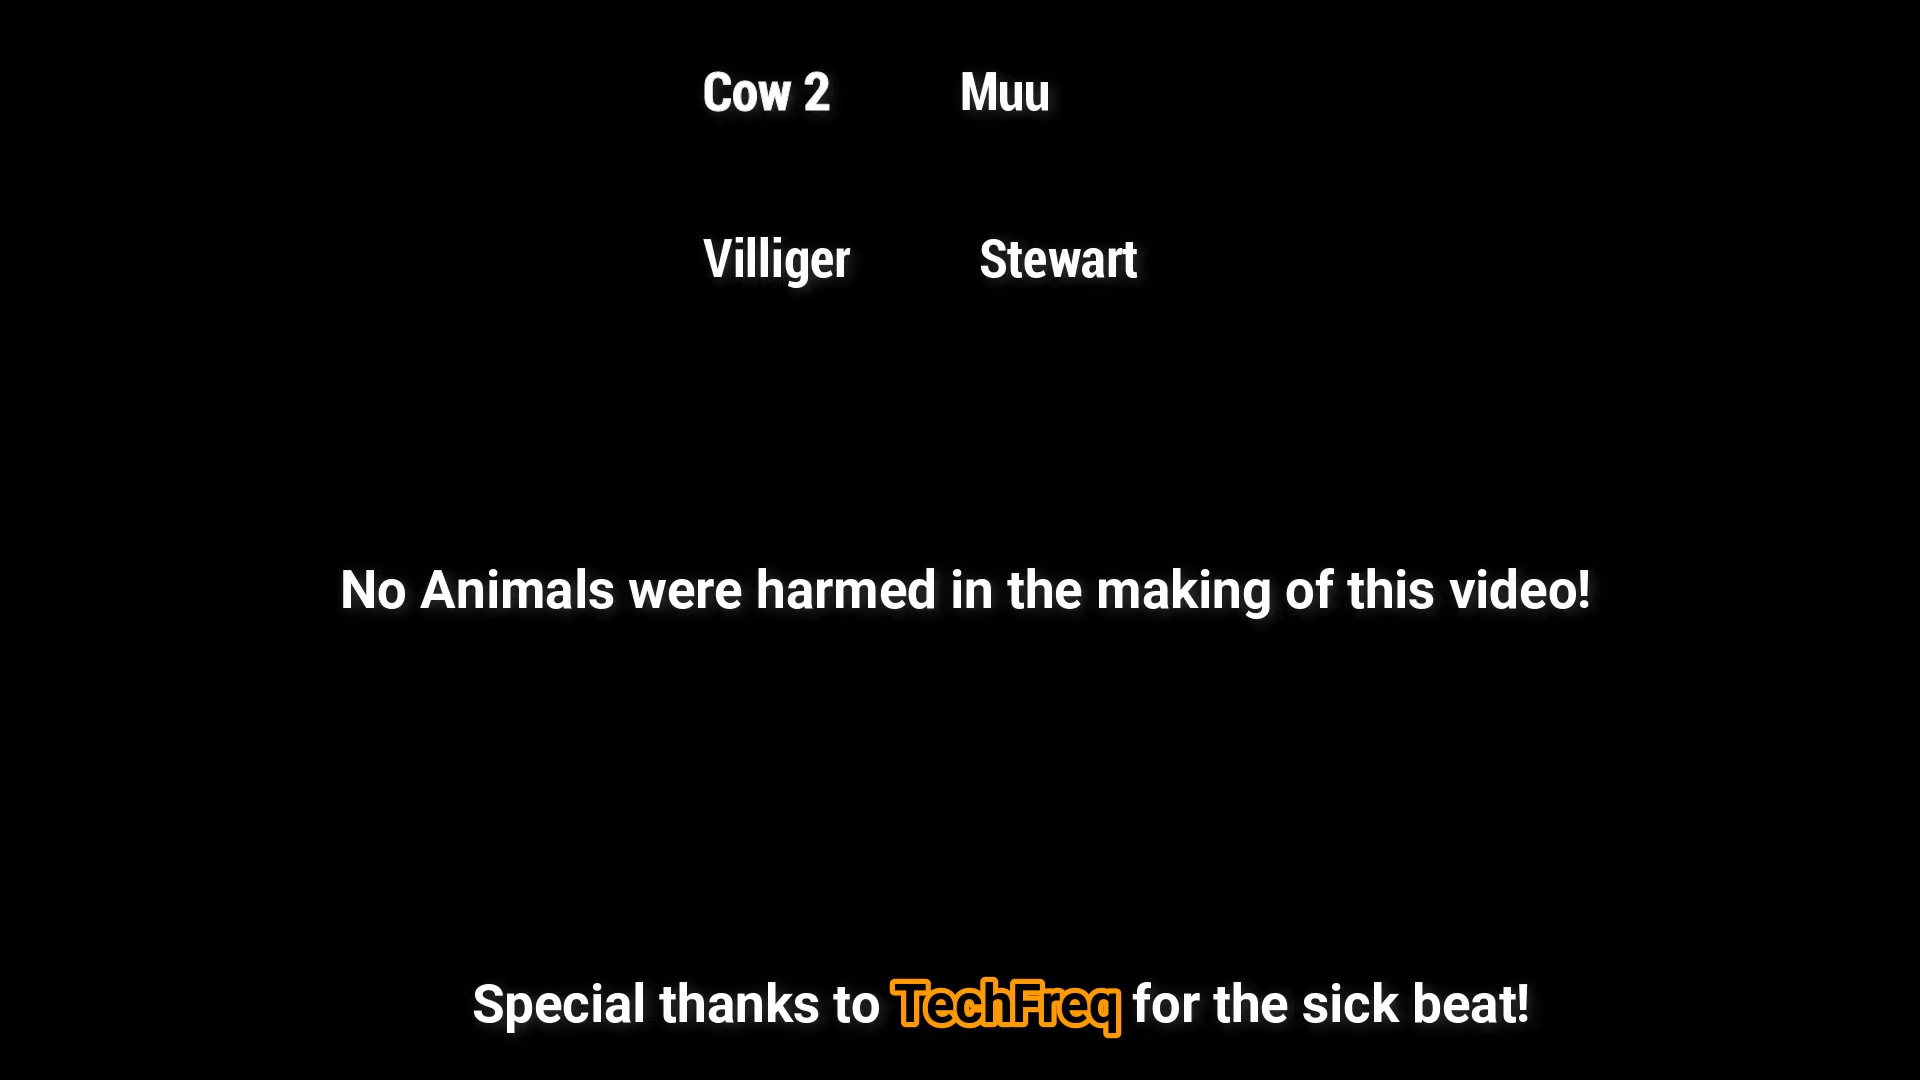 Cow 2 Muu
Villiger Stewart
No Animals were harmed in the making of this video!
Special thanks to TechFreq for the sick beat!